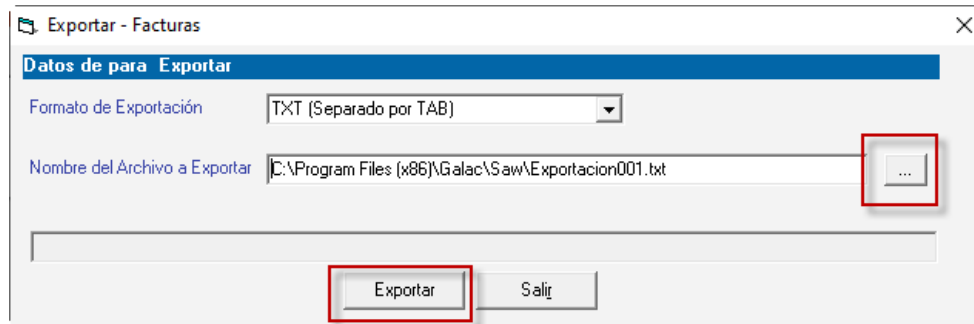 Exportar - Facturas
Datos de para Exportar
Formato de Exportación TXT (Separado por TAB)
Nombre del Archivo a Exportar C:\Program Files (x86)\Galac\Saw\Exportacion001.txt ...
Exportar Salir